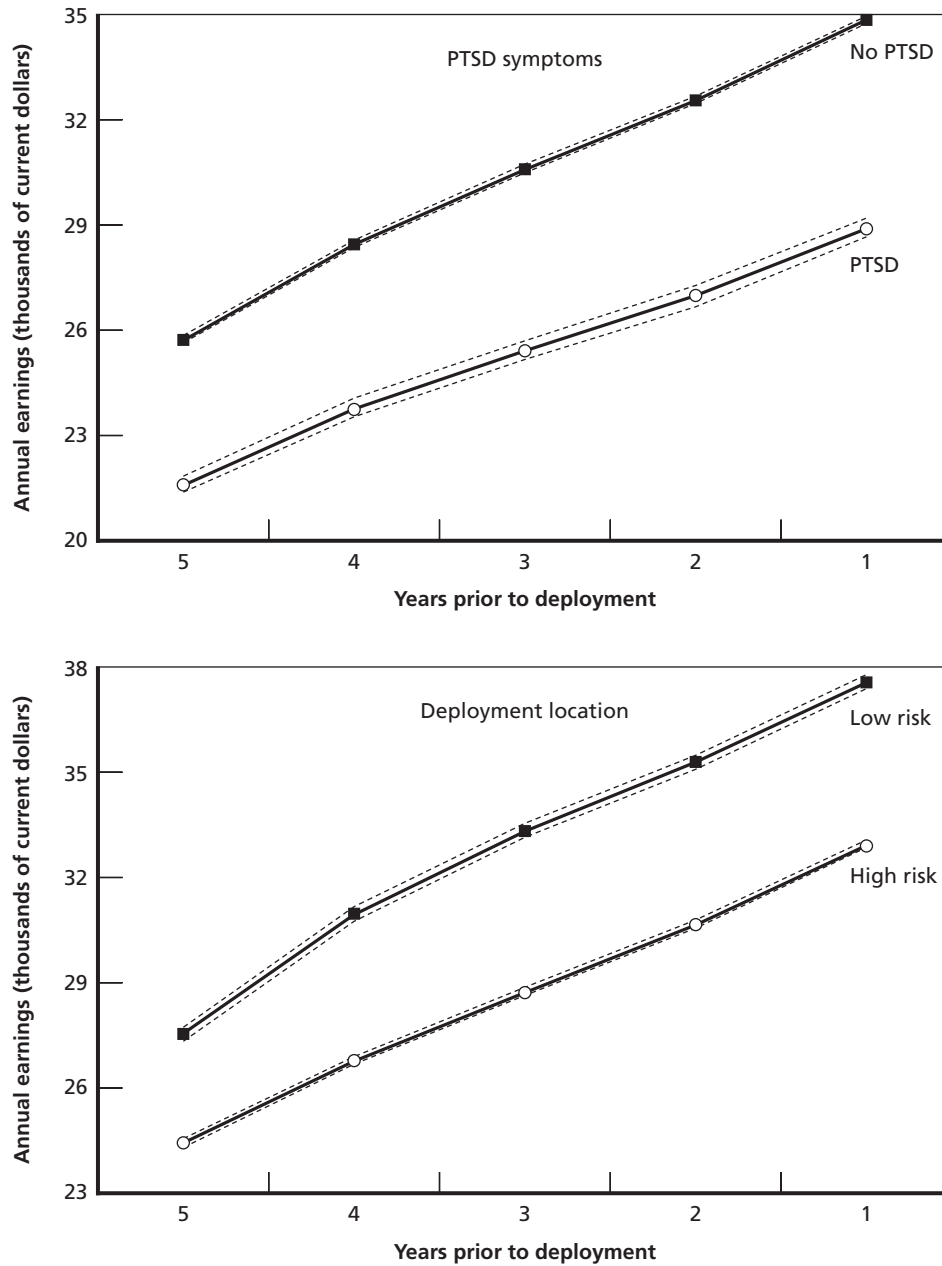 Annual earnings (thousands of current dollars)
35
32
29
26
23
20
PTSD symptoms
No PTSD
PTSD
5 4 3 2 1
Years prior to deployment
Annual earnings (thousands of current dollars)
38
35
32
29
26
23
Deployment location
Low risk
High risk
5 4 3 2 1
Years prior to deployment